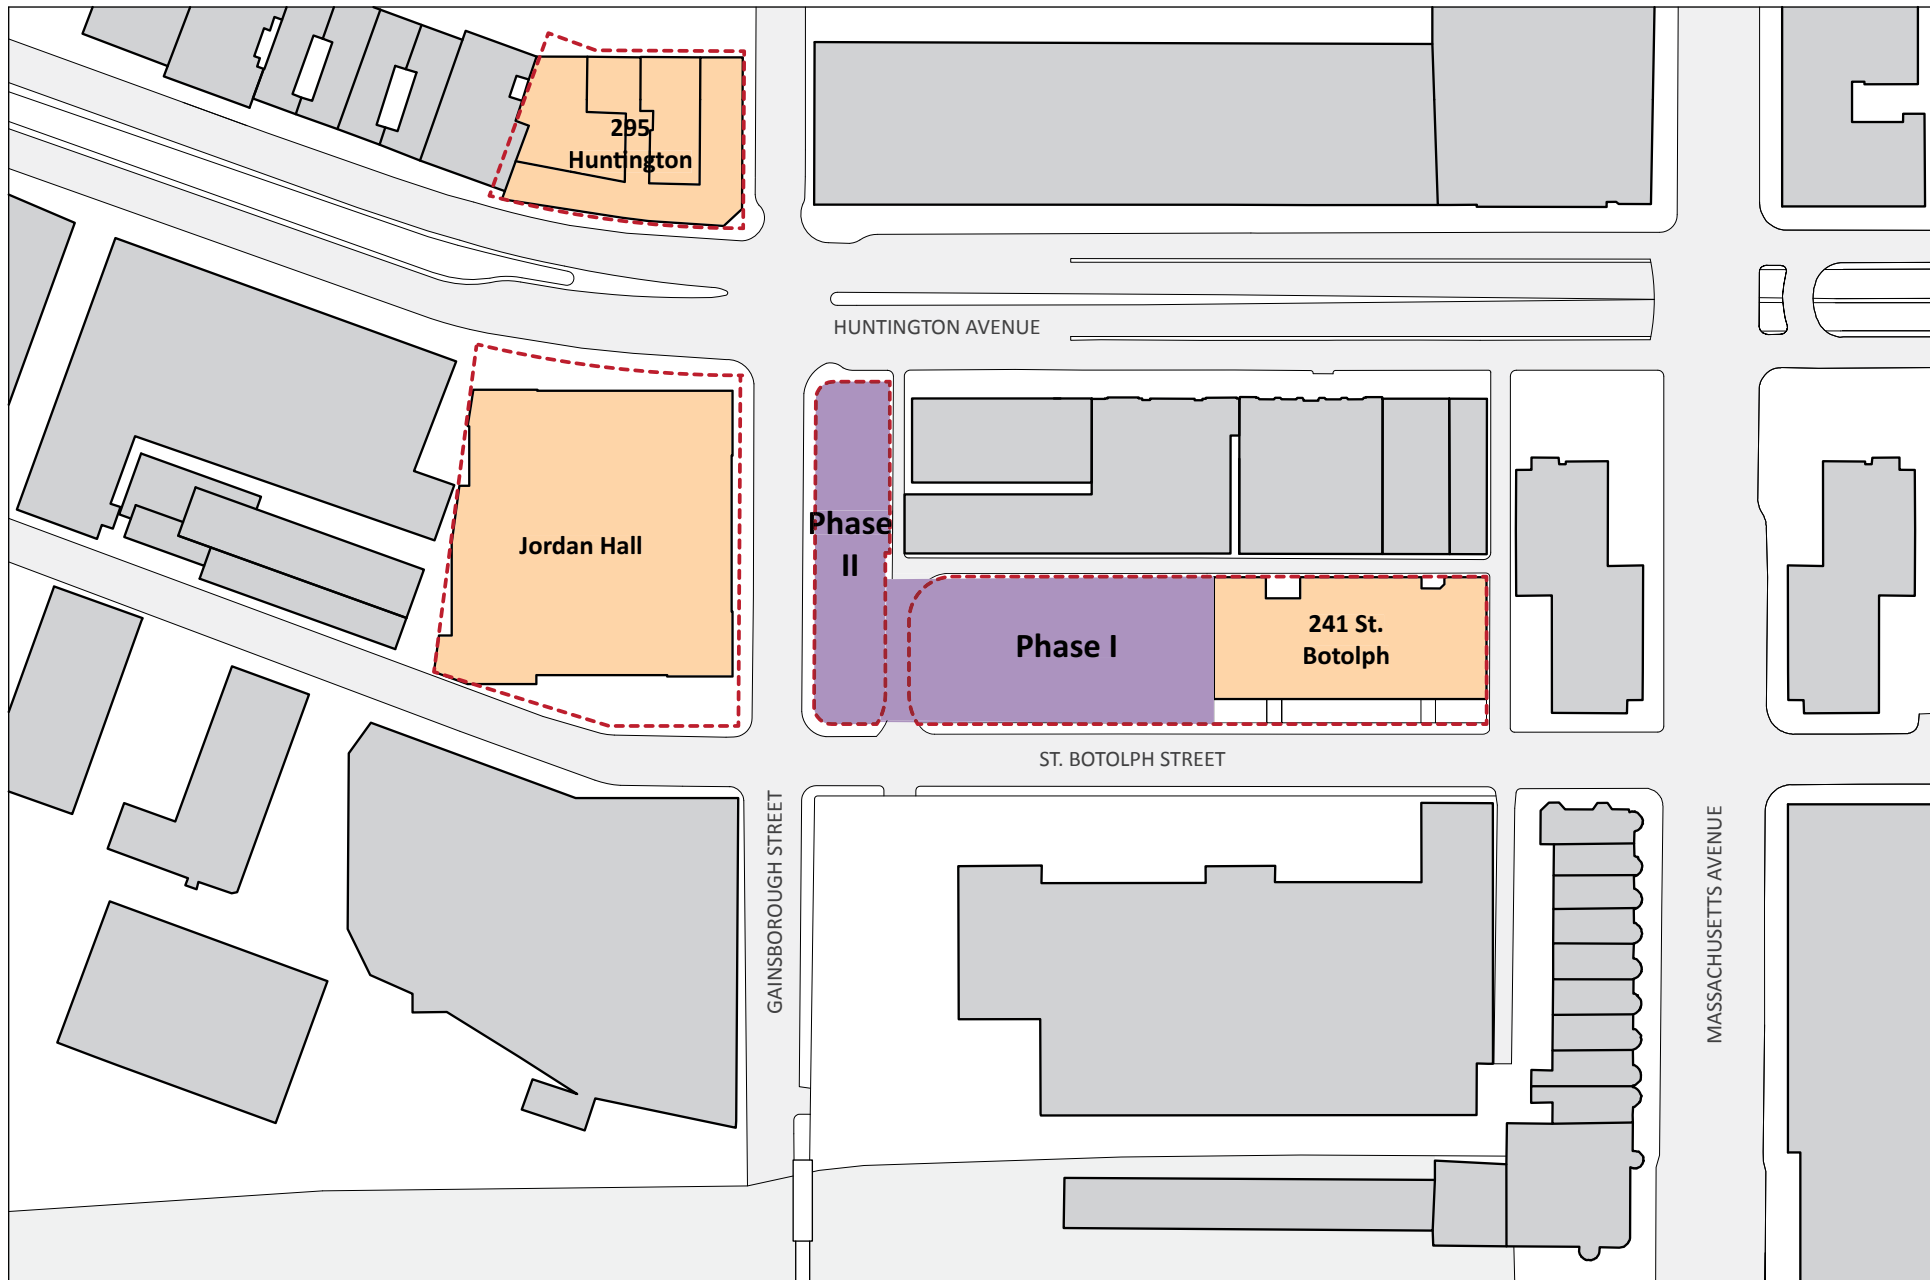 295
Huntington
HUNTINGTON AVENUE
Jordan Hall
Phase
II
Phase I
241 St.
Botolph
ST. BOTOLPH STREET
GAINSBOROUGH STREET
MASSACHUSETTS AVENUE